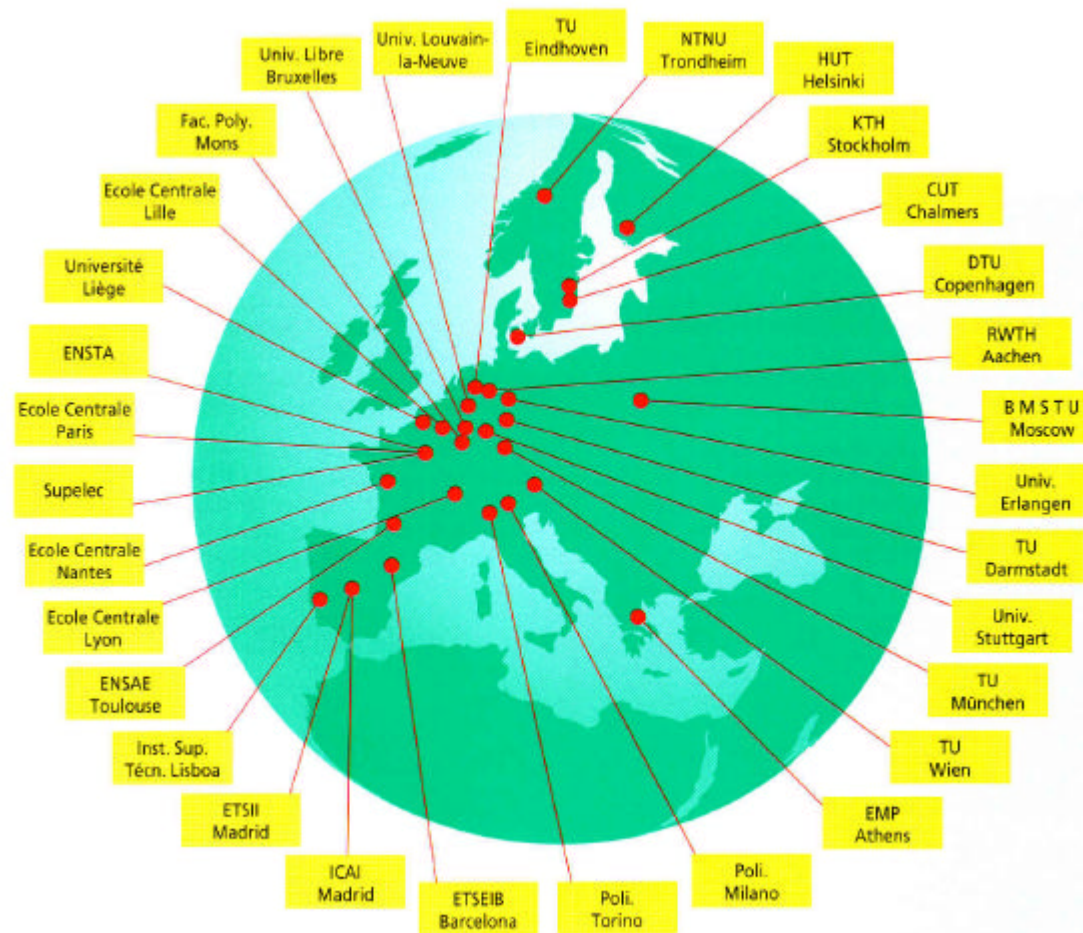 TU
Eindhoven
NTNU
Trondheim
HUT
Helsinki
KTH
Stockholm
CUT
Chalmers
DTU
Copenhagen
RWTH
Aachen
B M S T U
Moscow
Univ.
Erlangen
TU
Darmstadt
Univ.
Stuttgart
TU
München
TU
Wien
EMP
Athens
Poli.
Milano
Poli.
Torino
ETSEIB
Barcelona
ICAI
Madrid
ETSII
Madrid
Inst. Sup.
Técn. Lisboa
ENSAE
Toulouse
Ecole Centrale
Lyon
Ecole Centrale
Nantes
Supelec
Ecole Centrale
Paris
ENSTA
Université
Liège
Ecole Centrale
Lille
Fac. Poly.
Mons
Univ. Libre
Bruxelles
Univ. Louvain-
la-Neuve